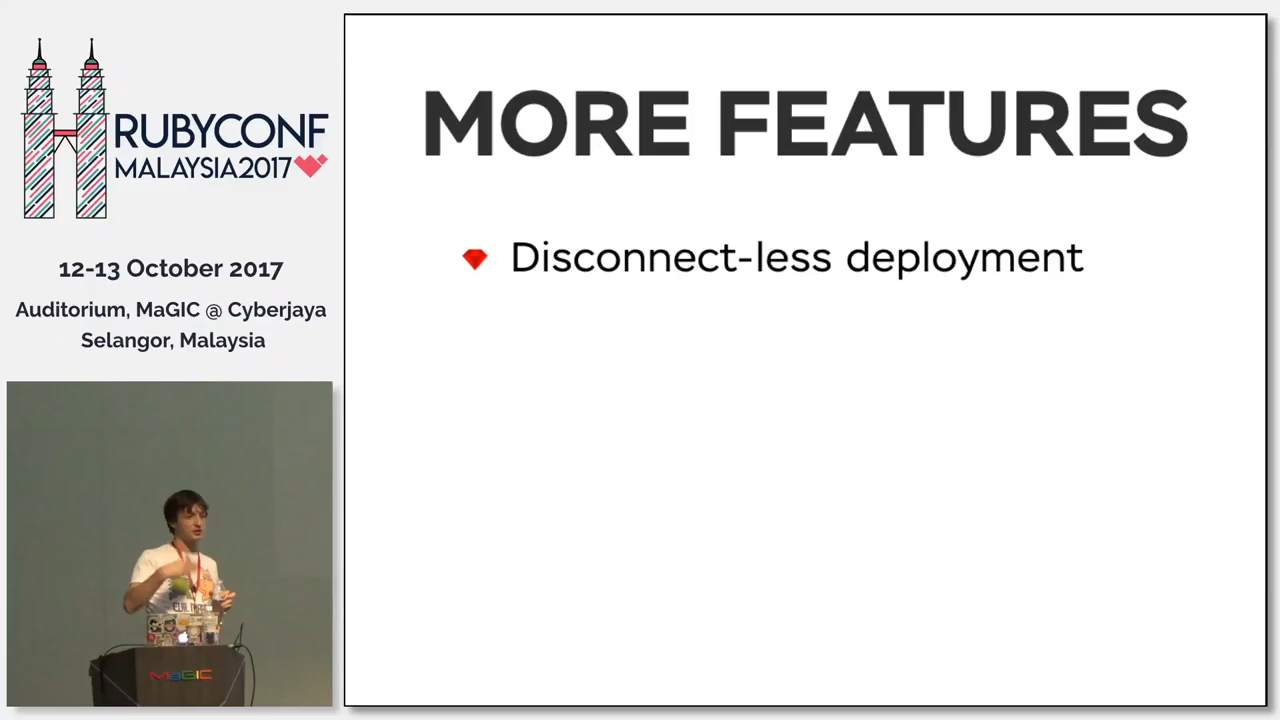 RUBYCONF
MALAYSIA2017
12-13 October 2017
Auditorium, MaGIC @ Cyberjaya
Selangor, Malaysia
MORE FEATURES
Disconnect-less deployment
MaGIC